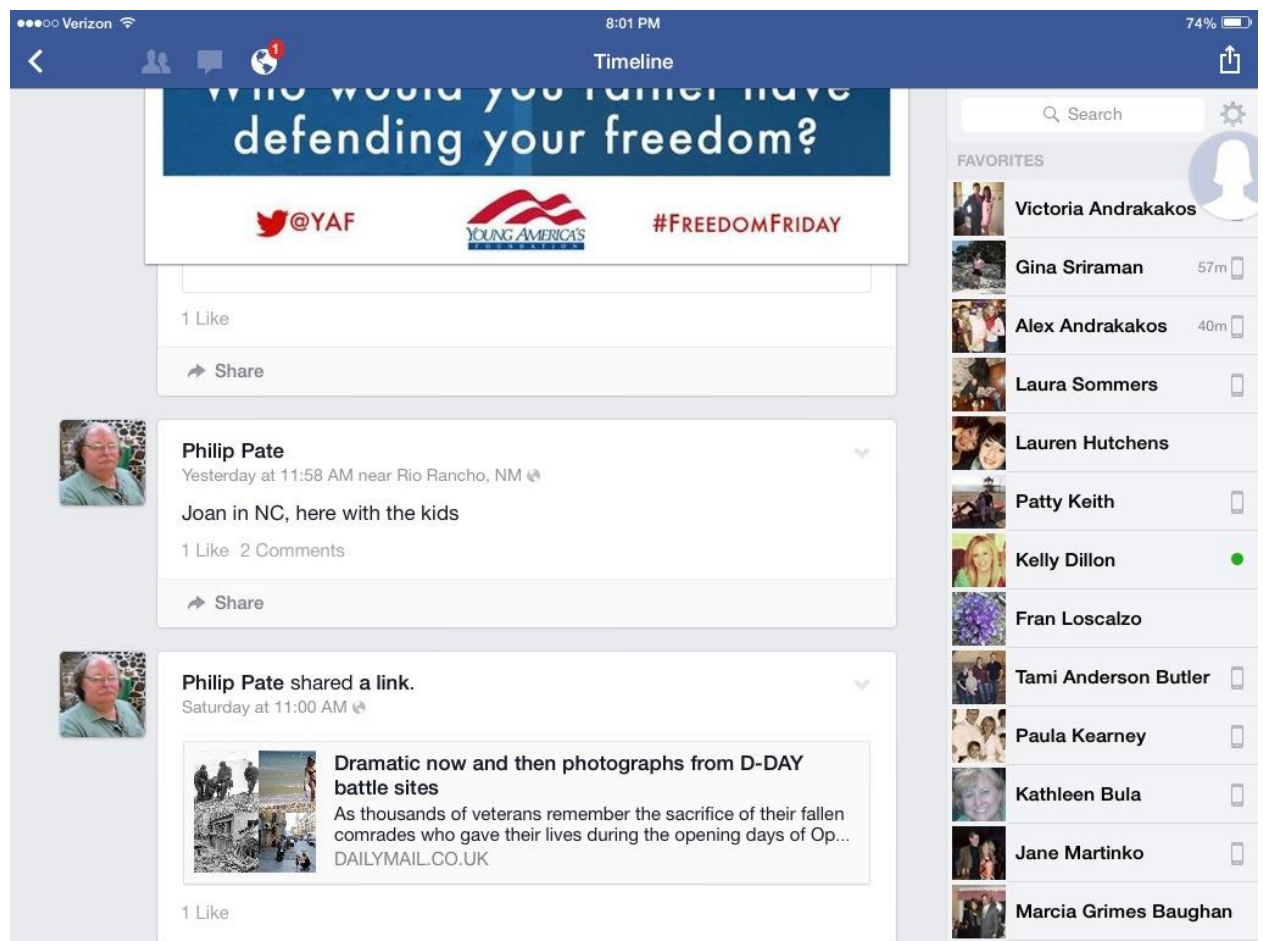 Verizon
8:01 PM
74%
1
Timeline
Who would you rather have
defending your freedom?
@YAF
YOUNG AMERICA'S
FOUNDATION
#FREEDOMFRIDAY
1 Like
Share
Philip Pate
Yesterday at 11:58 AM near Rio Rancho, NM
Joan in NC, here with the kids
1 Like 2 Comments
Share
Philip Pate shared a link.
Saturday at 11:00 AM
Dramatic now and then photographs from D-DAY
battle sites
As thousands of veterans remember the sacrifice of their fallen
comrades who gave their lives during the opening days of Op...
DAILYMAIL.CO.UK
1 Like
Search
FAVORITES
Victoria Andrakakos
Gina Sriraman 57m
Alex Andrakakos 40m
Laura Sommers
Lauren Hutchens
Patty Keith
Kelly Dillon
Fran Loscalzo
Tami Anderson Butler
Paula Kearney
Kathleen Bula
Jane Martinko
Marcia Grimes Baughan